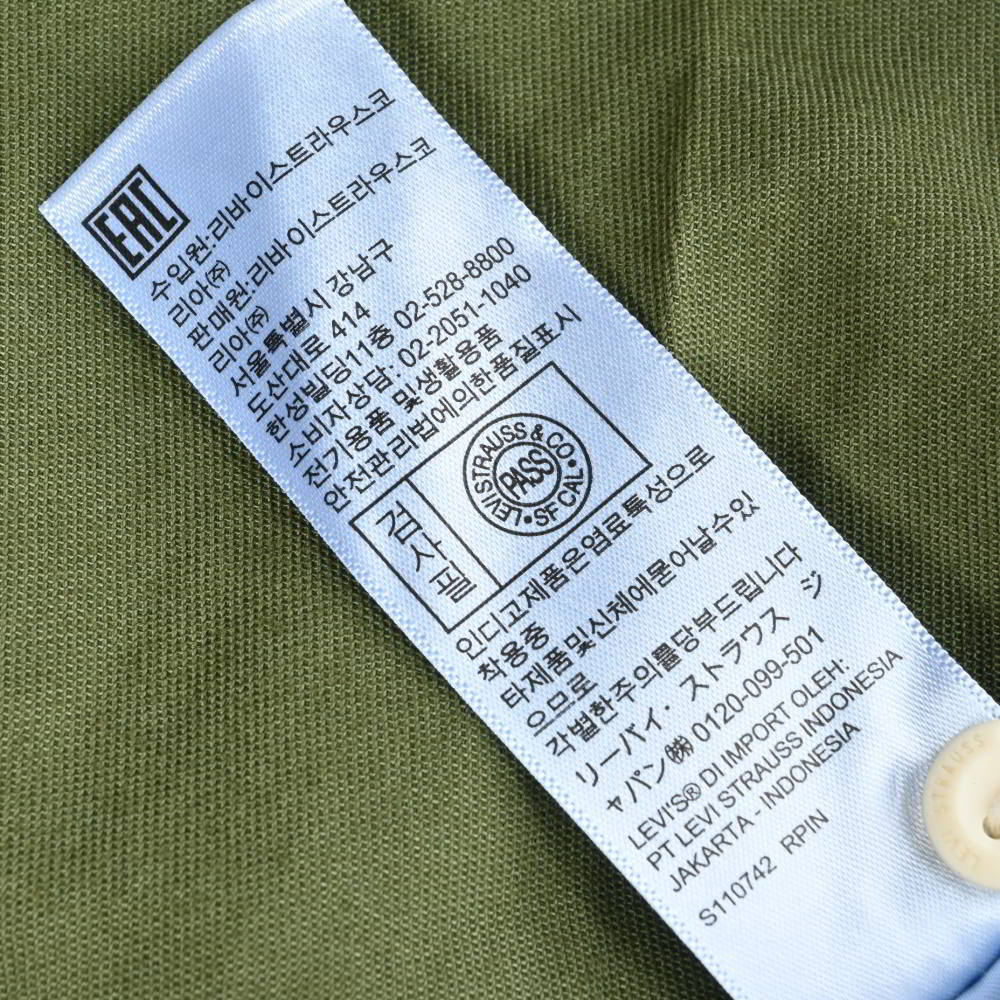 EAC
수입원:리바이스트라우스코
리아㈜
판매원:리바이스트라우스코
리아㈜
서울특별시 강남구
도산대로 414
한성빌딩11층 02-528-8800
소비자상담: 02-2051-1040
전기용품 및생활용품
안전관리법에의한품질표시
검사필
LEVI STRAUSS & CO
PASS
SF CAL
인디고제품은염료특성으로
착용중
타제품및신체에묻어날수있
으므로
각별한주의를당부드립니다
リーバイ・ストラウス ジ
ャパン㈱0120-099-501
LEVI'S® DI IMPORT OLEH:
PT LEVI STRAUSS INDONESIA
JAKARTA - INDONESIA
S110742 RPIN
LEVI STRAUSS